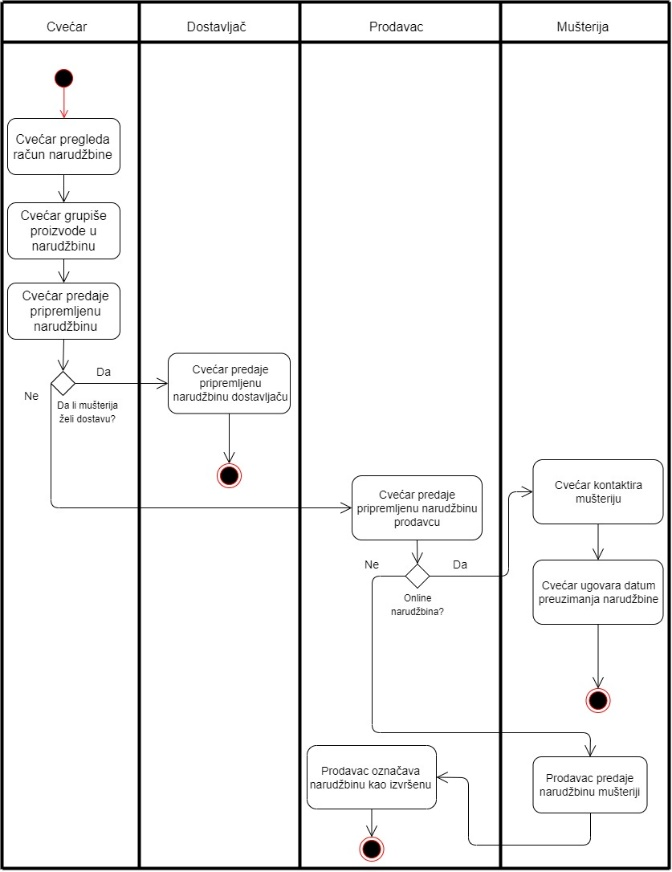 Cvećar
Dostavljač
Prodavac
Mušterija
Cvećar pregleda
račun narudžbine
Cvećar grupiše
proizvode u
narudžbinu
Cvećar predaje
pripremljenu
narudžbinu
Da
Ne
Da li mušterija
želi dostavu?
Cvećar predaje
pripremljenu
narudžbinu dostavljaču
Cvećar predaje
pripremljenu narudžbinu
prodavcu
Ne
Da
Online
narudžbina?
Cvećar kontaktira
mušteriju
Cvećar ugovara datum
preuzimanja narudžbine
Prodavac predaje
narudžbinu mušteriji
Prodavac označava
narudžbinu kao izvršenu